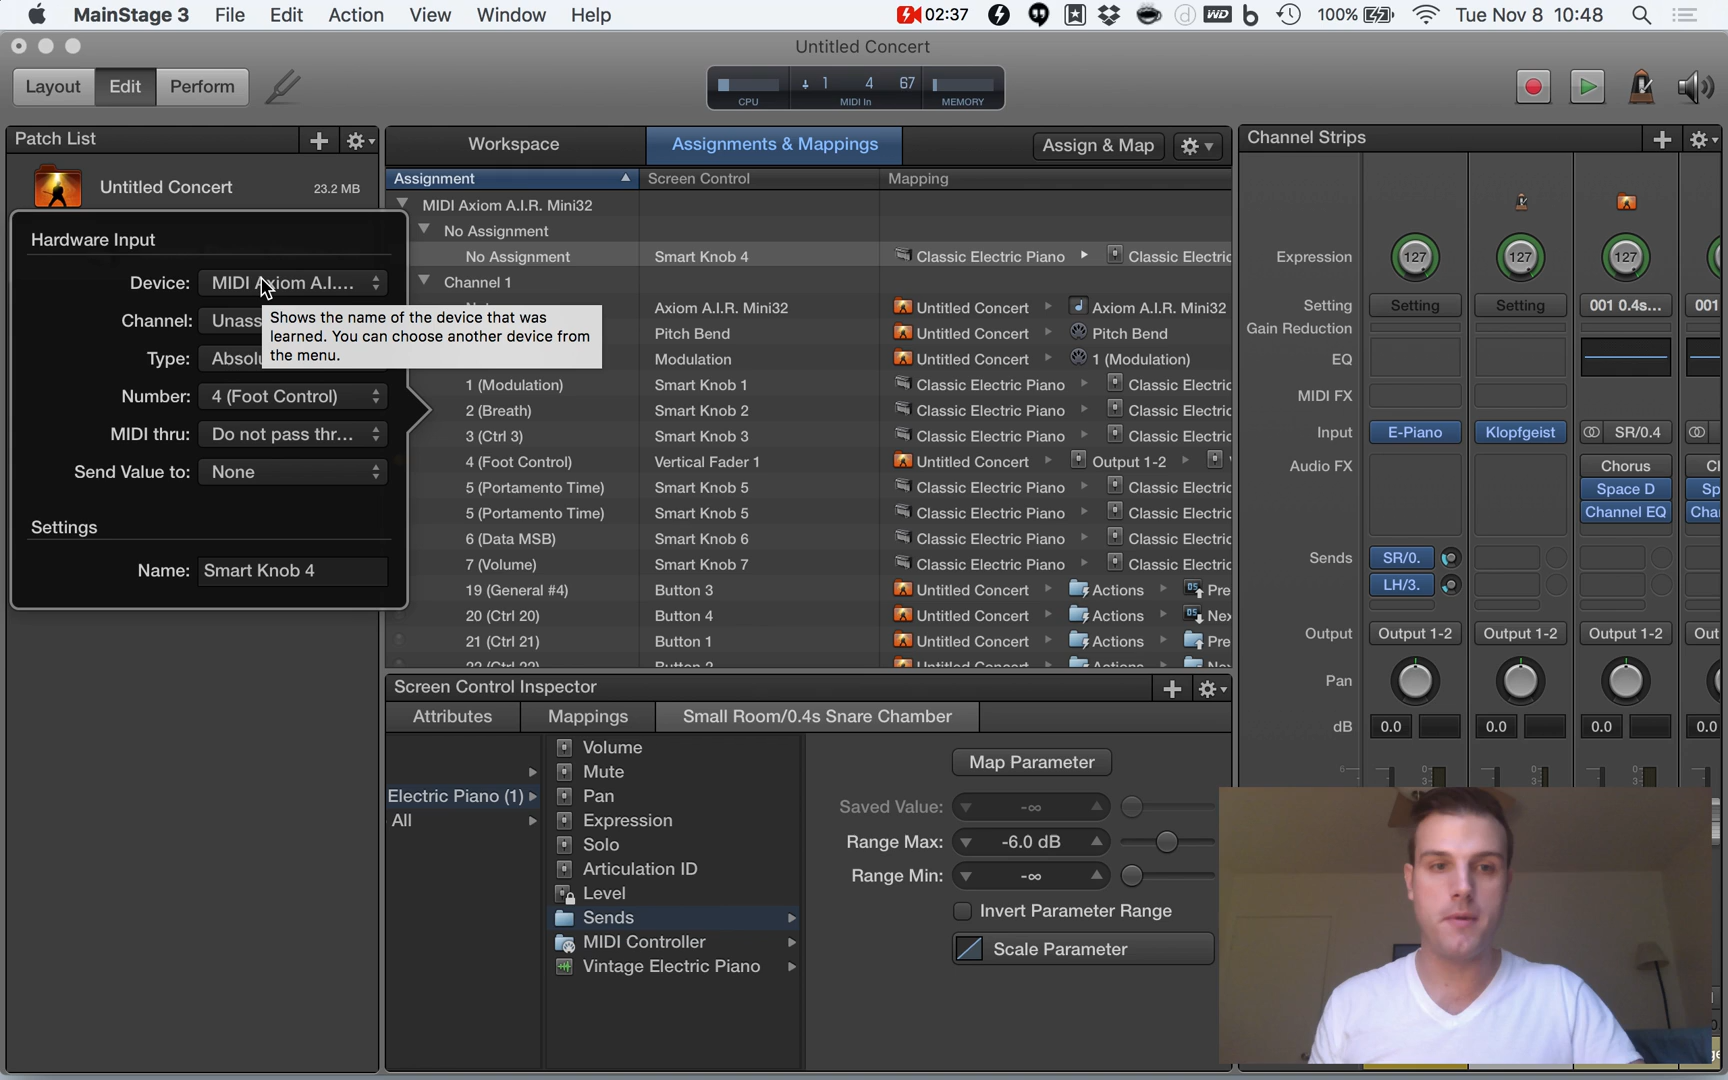 MainStage 3 File Edit Action View Window Help 02:37 WD b 100% Tue Nov 8 10:48
Untitled Concert
Layout Edit Perform
1 4 67
CPU MIDI In MEMORY
Patch List
Untitled Concert 23.2 MB
Hardware Input
Device: MIDI Axiom A.I....
Shows the name of the device that was
learned. You can choose another device from
the menu.
Channel: Unass
Type: Absolu
Number: 4 (Foot Control)
MIDI thru: Do not pass thr...
Send Value to: None
Settings
Name: Smart Knob 4
Workspace Assignments & Mappings Assign & Map
Assignment Screen Control Mapping
MIDI Axiom A.I.R. Mini32
No Assignment
No Assignment Smart Knob 4 Classic Electric Piano Classic Electric
Channel 1
Axiom A.I.R. Mini32 Untitled Concert Axiom A.I.R. Mini32
Pitch Bend Untitled Concert Pitch Bend
Modulation Untitled Concert 1 (Modulation)
1 (Modulation) Smart Knob 1 Classic Electric Piano Classic Electric
2 (Breath) Smart Knob 2 Classic Electric Piano Classic Electric
3 (Ctrl 3) Smart Knob 3 Classic Electric Piano Classic Electric
4 (Foot Control) Vertical Fader 1 Untitled Concert Output 1-2
5 (Portamento Time) Smart Knob 5 Classic Electric Piano Classic Electric
5 (Portamento Time) Smart Knob 5 Classic Electric Piano Classic Electric
6 (Data MSB) Smart Knob 6 Classic Electric Piano Classic Electric
7 (Volume) Smart Knob 7 Classic Electric Piano Classic Electric
19 (General #4) Button 3 Untitled Concert Actions Pre
20 (Ctrl 20) Button 4 Untitled Concert Actions Nex
21 (Ctrl 21) Button 1 Untitled Concert Actions Pre
22 (Ctrl 22) Button 2 Untitled Concert Actions Nex
Screen Control Inspector
Attributes Mappings Small Room/0.4s Snare Chamber
Electric Piano (1)
All
Volume
Mute
Pan
Expression
Solo
Articulation ID
Level
Sends
MIDI Controller
Vintage Electric Piano
Map Parameter
Saved Value: -∞
Range Max: -6.0 dB
Range Min: -∞
Invert Parameter Range
Scale Parameter
Channel Strips
Expression 127 127 127
Setting Setting Setting 001 0.4s... 001
Gain Reduction
EQ
MIDI FX
Input E-Piano Klopfgeist SR/0.4
Audio FX Chorus
Space D Sp
Channel EQ Cha
Sends SR/0.
LH/3.
Output Output 1-2 Output 1-2 Output 1-2 Out
Pan
dB 0.0 0.0 0.0 0.0